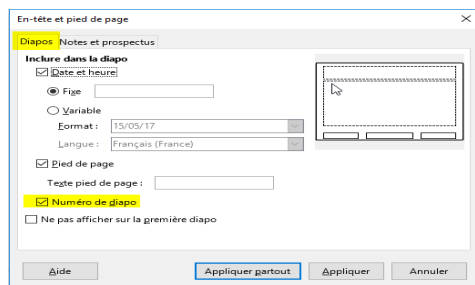 En-tête et pied de page
Diapos Notes et prospectus
Inclure dans la diapo
Date et heure
Fixe
Variable
Format : 15/05/17
Langue : Français (France)
Pied de page
Texte pied de page :
Numéro de diapo
Ne pas afficher sur la première diapo
Aide Appliquer partout Appliquer Annuler